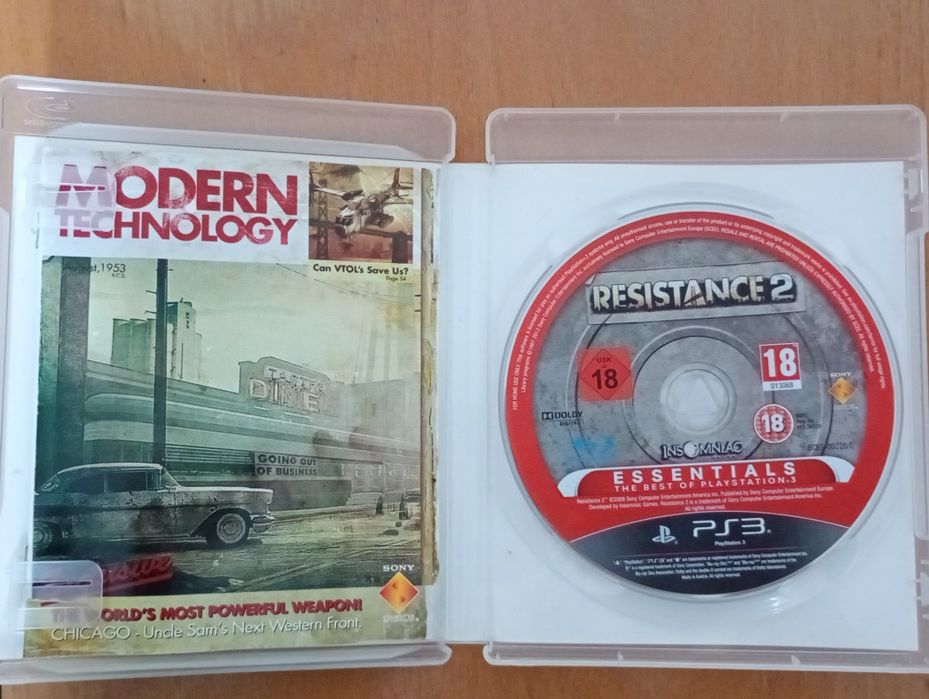 MODERN
TECHNOLOGY
Can VTOL's Save Us?
Page 54
August, 1953
DINER
GOING OUT
OF BUSINESS
SONY
THE WORLD'S MOST POWERFUL WEAPON!
CHICAGO - Uncle Sam's Next Western Front.
RESISTANCE 2
USK
18
18
013068
SONY
DOLBY
DIGITAL
18
INSOMNIAC
BCES-00226/E
ESSENTIALS
THE BEST OF PLAYSTATION 3
Resistance 2™ ©2008 Sony Computer Entertainment America Inc. Published by Sony Computer Entertainment Europe.
Developed by Insomniac Games. Resistance 2 is a trademark of Sony Computer Entertainment America Inc.
All rights reserved.
PS3
PlayStation 3
Made in Austria. All rights reserved.